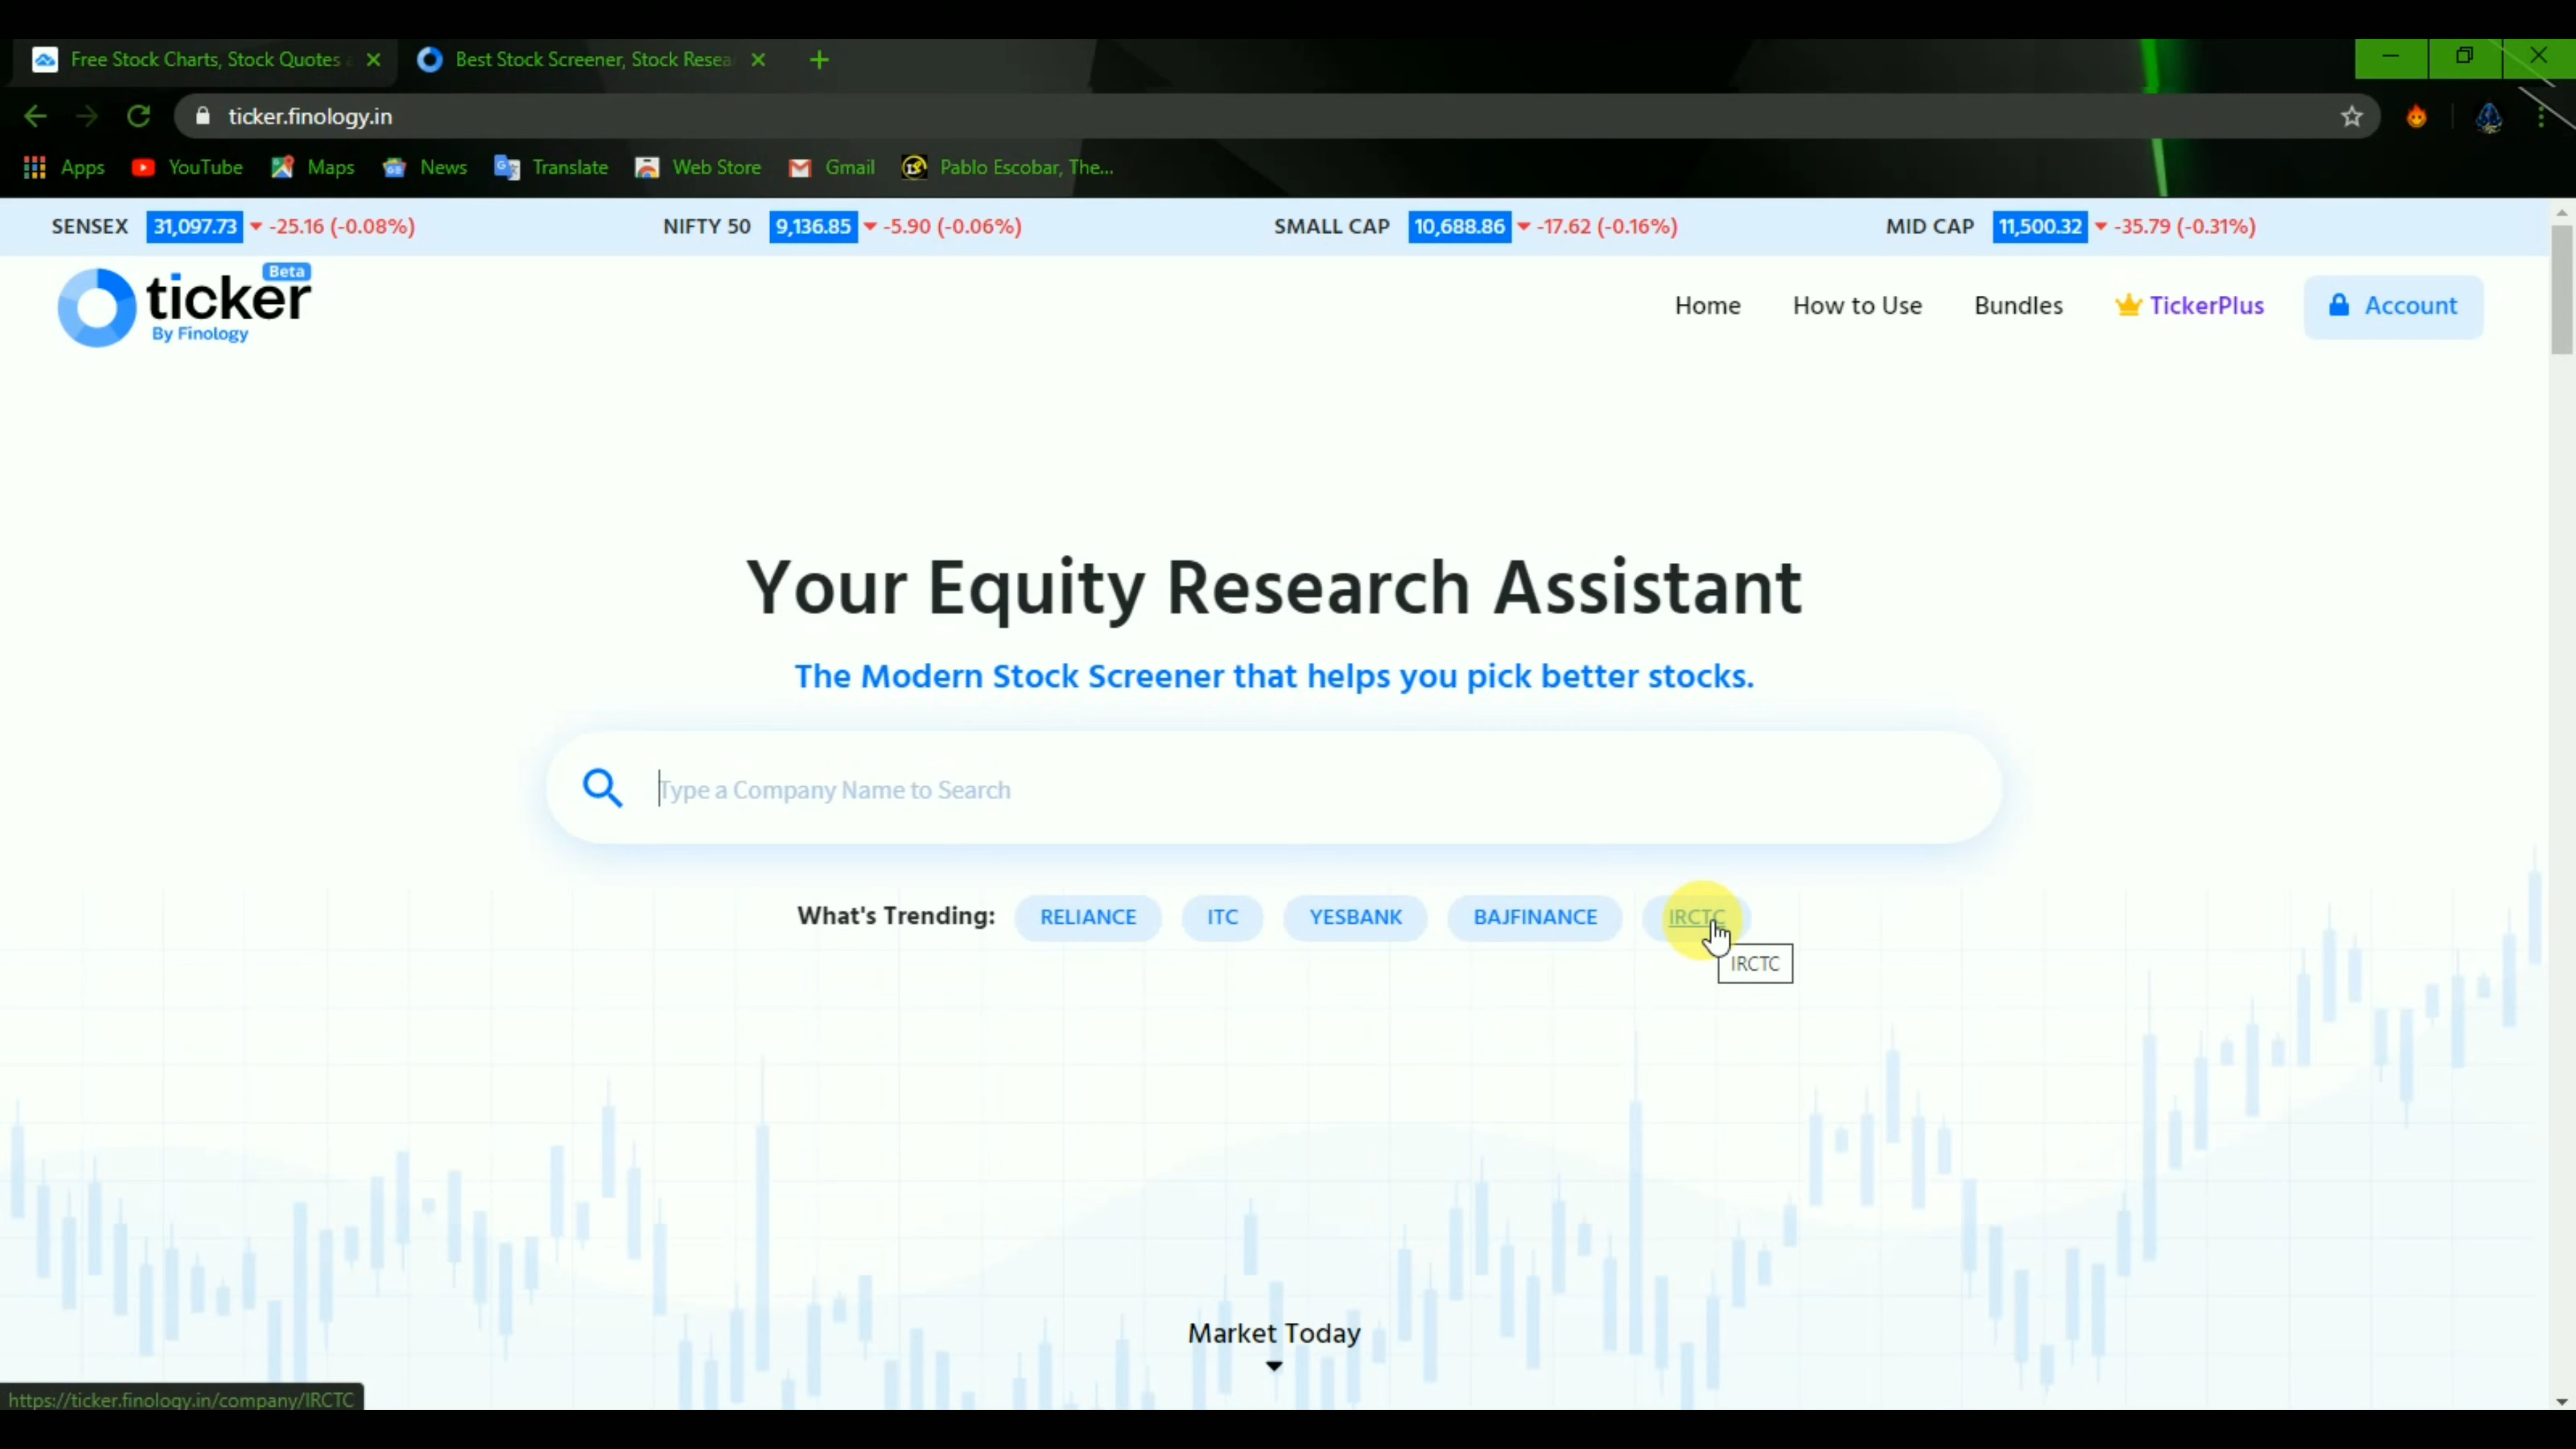 Free Stock Charts, Stock Quotes a
Best Stock Screener, Stock Resear
ticker.finology.in
Apps YouTube Maps News Translate Web Store Gmail Pablo Escobar, The...
SENSEX 31,097.73 -25.16 (-0.08%) NIFTY 50 9,136.85 -5.90 (-0.06%) SMALL CAP 10,688.86 -17.62 (-0.16%) MID CAP 11,500.32 -35.79 (-0.31%)
Beta
ticker
By Finology
Home How to Use Bundles TickerPlus Account
Your Equity Research Assistant
The Modern Stock Screener that helps you pick better stocks.
Type a Company Name to Search
What's Trending: RELIANCE ITC YESBANK BAJFINANCE IRCTC
IRCTC
Market Today
https://ticker.finology.in/company/IRCTC